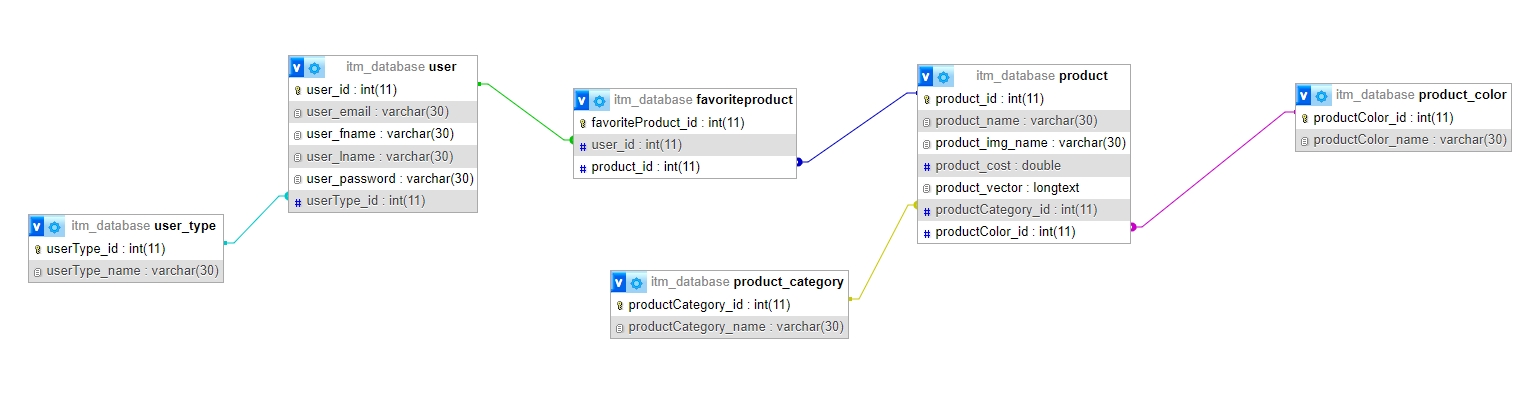 itm_database user_type
userType_id : int(11)
userType_name : varchar(30)
itm_database user
user_id : int(11)
user_email : varchar(30)
user_fname : varchar(30)
user_lname : varchar(30)
user_password : varchar(30)
userType_id : int(11)
itm_database favoriteproduct
favoriteProduct_id : int(11)
user_id : int(11)
product_id : int(11)
itm_database product_category
productCategory_id : int(11)
productCategory_name : varchar(30)
itm_database product
product_id : int(11)
product_name : varchar(30)
product_img_name : varchar(30)
product_cost : double
product_vector : longtext
productCategory_id : int(11)
productColor_id : int(11)
itm_database product_color
productColor_id : int(11)
productColor_name : varchar(30)